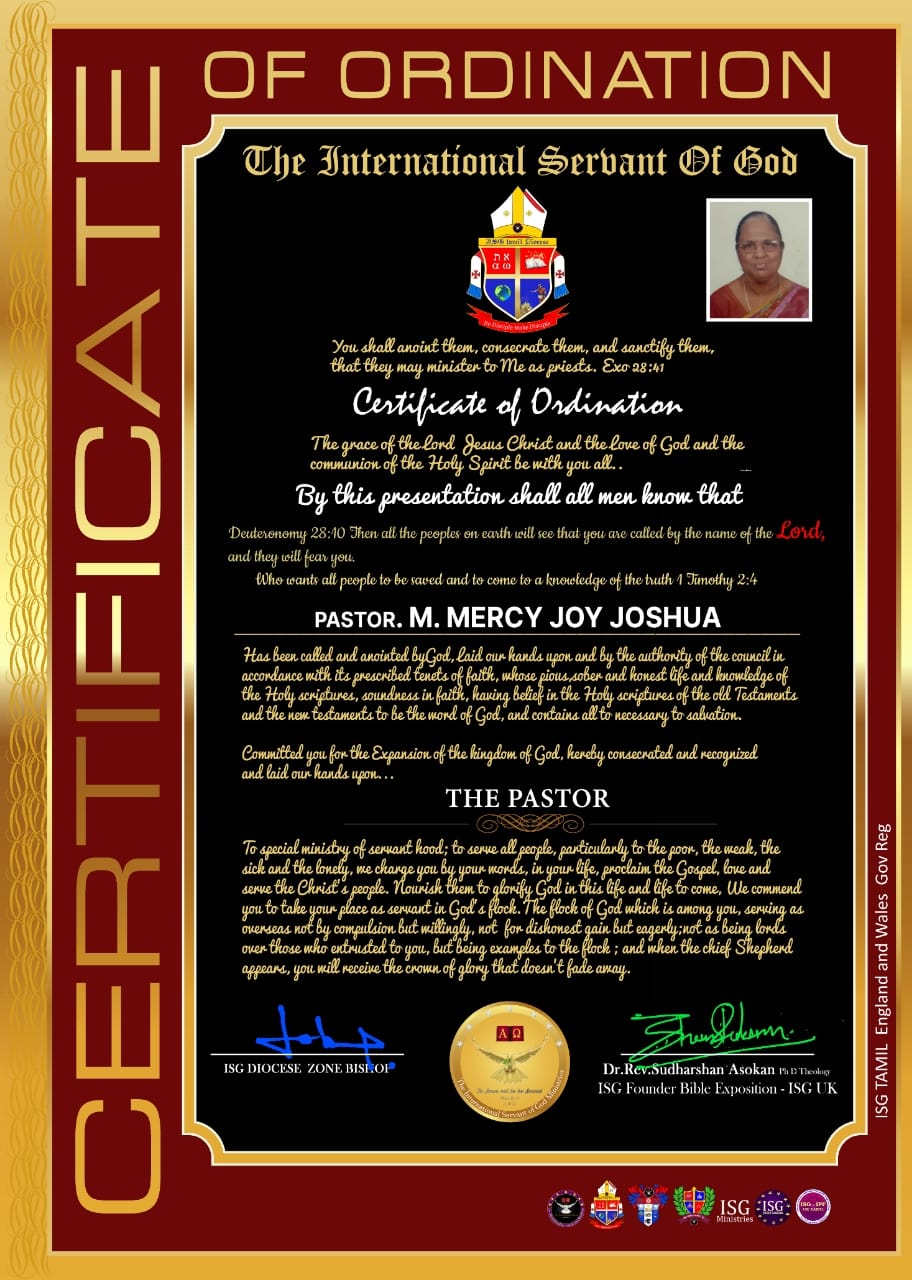 CERTIFICATE
OF ORDINATION
The International Servant Of God
ISG tamil Diocese
א ת
α ω
Be Disciple Make Disciple
You shall anoint them, consecrate them, and sanctify them,
that they may minister to Me as priests. Exo 28:41
Certificate of Ordination
The grace of the Lord Jesus Christ and the Love of God and the
communion of the Holy Spirit be with you all..
By this presentation shall all men know that
Deuteronomy 28:10 Then all the peoples on earth will see that you are called by the name of the Lord,
and they will fear you.
Who wants all people to be saved and to come to a knowledge of the truth 1 Timothy 2:4
PASTOR. M. MERCY JOY JOSHUA
Has been called and anointed by God, Laid our hands upon and by the authority of the council in
accordance with its prescribed tenets of faith, whose pious,sober and honest life and knowledge of
the Holy scriptures, soundness in faith, having belief in the Holy scriptures of the old Testaments
and the new testaments to be the word of God, and contains all to necessary to salvation.
Committed you for the Expansion of the kingdom of God, hereby consecrated and recognized
and laid our hands upon...
THE PASTOR
To special ministry of servant hood; to serve all people, particularly to the poor, the weak, the
sick and the lonely, we charge you by your words, in your life, proclaim the Gospel, love and
serve the Christ's people. Nourish them to glorify God in this life and life to come, We commend
you to take your place as servant in God's flock. The flock of God which is among you, serving as
overseas not by compulsion but willingly, not for dishonest gain but eagerly;not as being lords
over those who entrusted to you, but being examples to the flock ; and when the chief Shepherd
appears, you will receive the crown of glory that doesn't fade away.
ISG DIOCESE ZONE BISHOP
Α Ω
To Serve not to be Served
The International Servant of God Ministries
Dr.Rev.Sudharshan Asokan Ph D Theology
ISG Founder Bible Exposition - ISG UK
ISG TAMIL England and Wales Gov Reg
ISG
Ministries
ISG